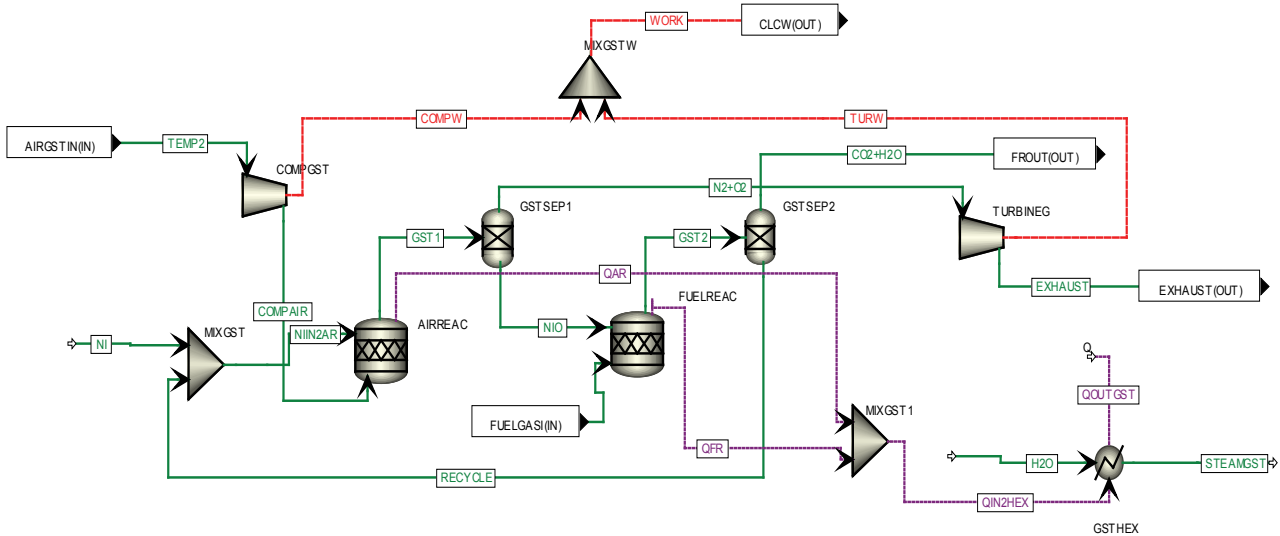 WORK
CLCW(OUT)
MIXGSTW
COMPW
TURW
AIRGSTIN(IN)
TEMP2
COMPGST
CO2+H2O
FROUT(OUT)
N2+O2
GSTSEP1
GSTSEP2
TURBINEG
GST1
GST2
QAR
FUELREAC
EXHAUST
EXHAUST(OUT)
COMPAIR
MIXGST
NIIN2AR
AIRREAC
NIO
NI
Q
QOUTGST
FUELGASI(IN)
MIXGST1
QFR
H2O
STEAMGST
RECYCLE
QIN2HEX
GSTHEX